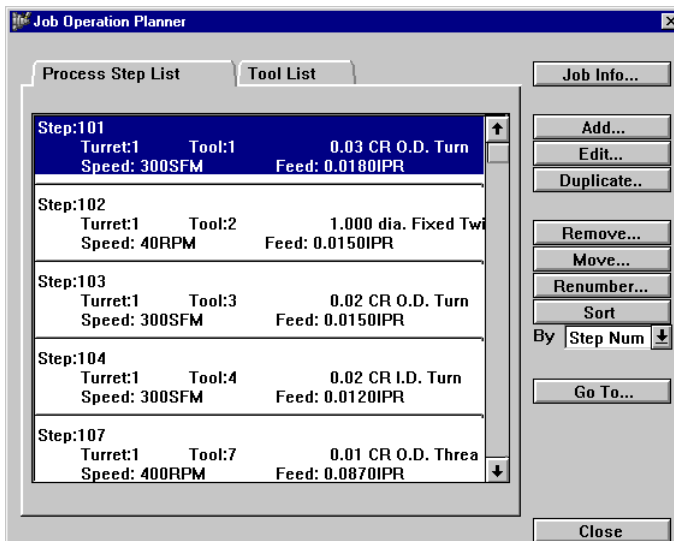 Job Operation Planner
Process Step List
Tool List
Job Info...
Step:101
Turret:1 Tool:1 0.03 CR O.D. Turn
Speed: 300SFM Feed: 0.0180IPR
Step:102
Turret:1 Tool:2 1.000 dia. Fixed Twi
Speed: 40RPM Feed: 0.0150IPR
Step:103
Turret:1 Tool:3 0.02 CR O.D. Turn
Speed: 300SFM Feed: 0.0150IPR
Step:104
Turret:1 Tool:4 0.02 CR I.D. Turn
Speed: 300SFM Feed: 0.0120IPR
Step:107
Turret:1 Tool:7 0.01 CR O.D. Threa
Speed: 400RPM Feed: 0.0870IPR
Add...
Edit...
Duplicate..
Remove...
Move...
Renumber...
Sort
By Step Num
Go To...
Close